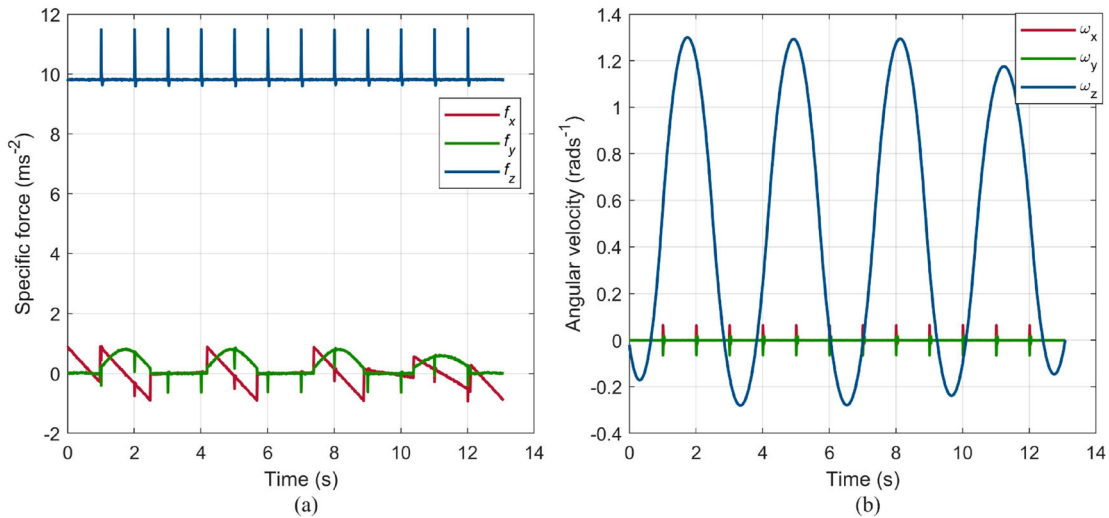 12
10
8
6
4
2
0
-2
Specific force (ms-2)
fx
fy
fz
0 2 4 6 8 10 12 14
Time (s)
(a)
1.4
1.2
1
0.8
0.6
0.4
0.2
0
-0.2
-0.4
Angular velocity (rads-1)
ωx
ωy
ωz
0 2 4 6 8 10 12 14
Time (s)
(b)